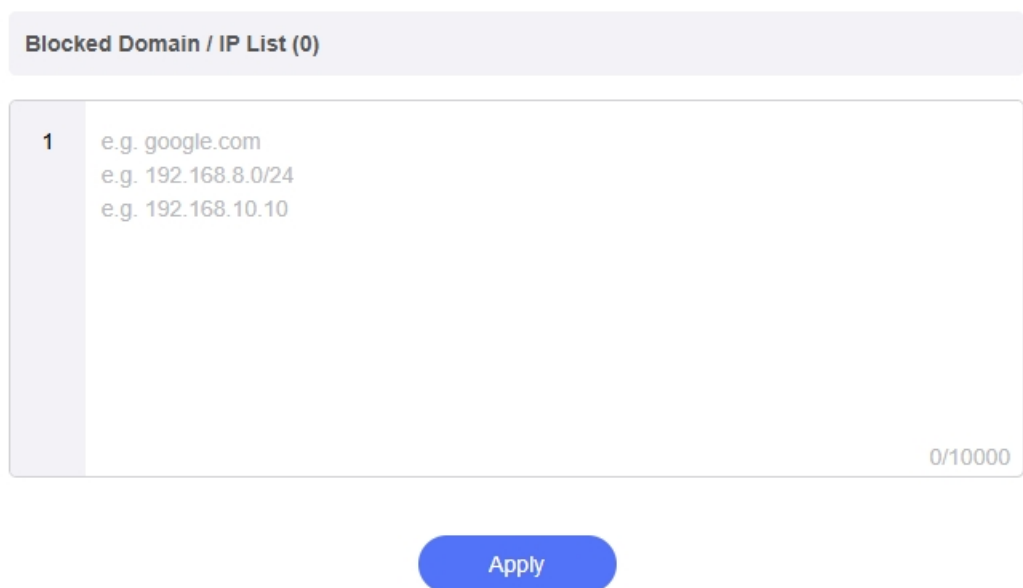 Blocked Domain / IP List (0)
1
e.g. google.com
e.g. 192.168.8.0/24
e.g. 192.168.10.10
0/10000
Apply